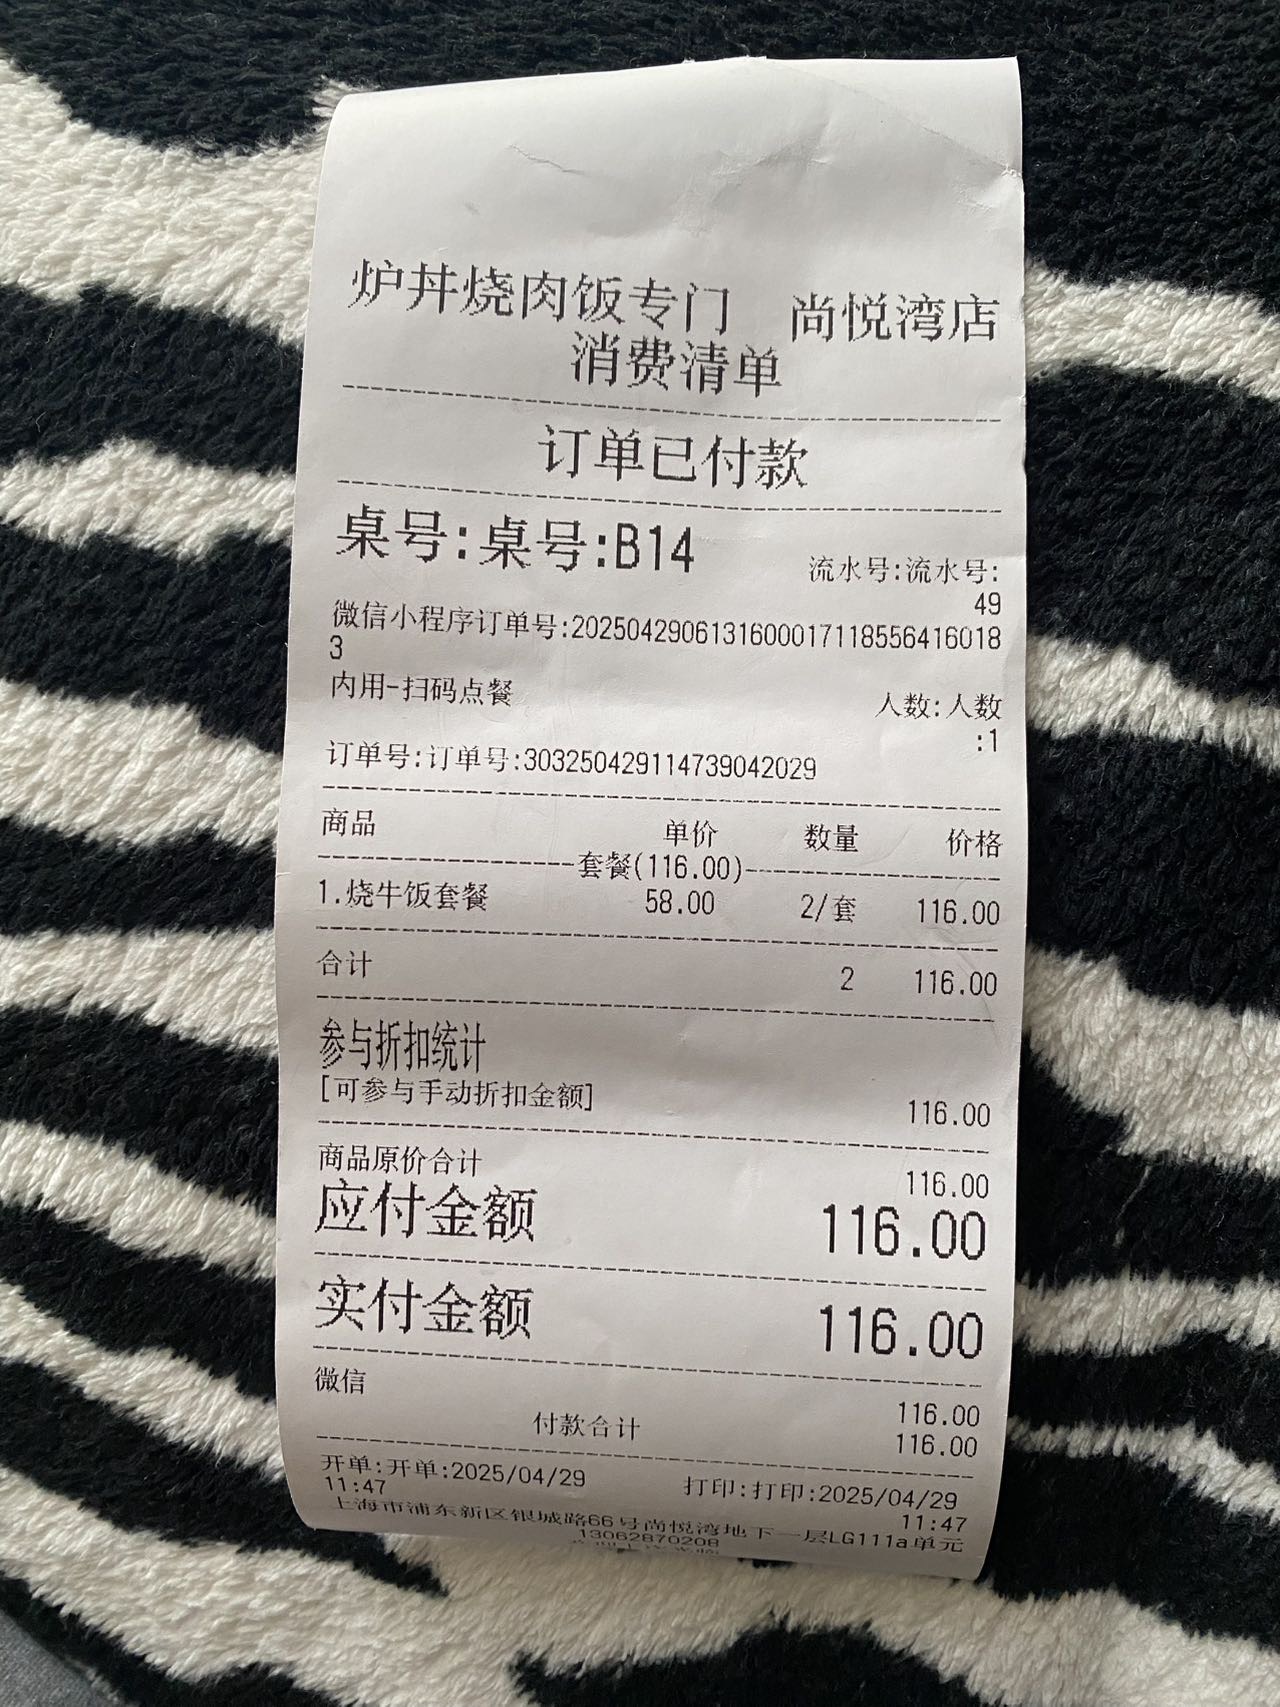 炉丼烧肉饭专门 尚悦湾店
消费清单
订单已付款
桌号:桌号:B14
流水号:流水号:
49
微信小程序订单号:2025042906131600017118556416018
3
内用-扫码点餐
人数:人数
:1
订单号:订单号:303250429114739042029
商品 单价 数量 价格
套餐(116.00)
1.烧牛饭套餐 58.00 2/套 116.00
合计 2 116.00
参与折扣统计
[可参与手动折扣金额] 116.00
商品原价合计 116.00
应付金额 116.00
实付金额 116.00
微信 116.00
付款合计 116.00
开单:开单:2025/04/29 打印:打印:2025/04/29
11:47 11:47
上海市浦东新区银城路66号尚悦湾地下一层LG111a单元
13062870208